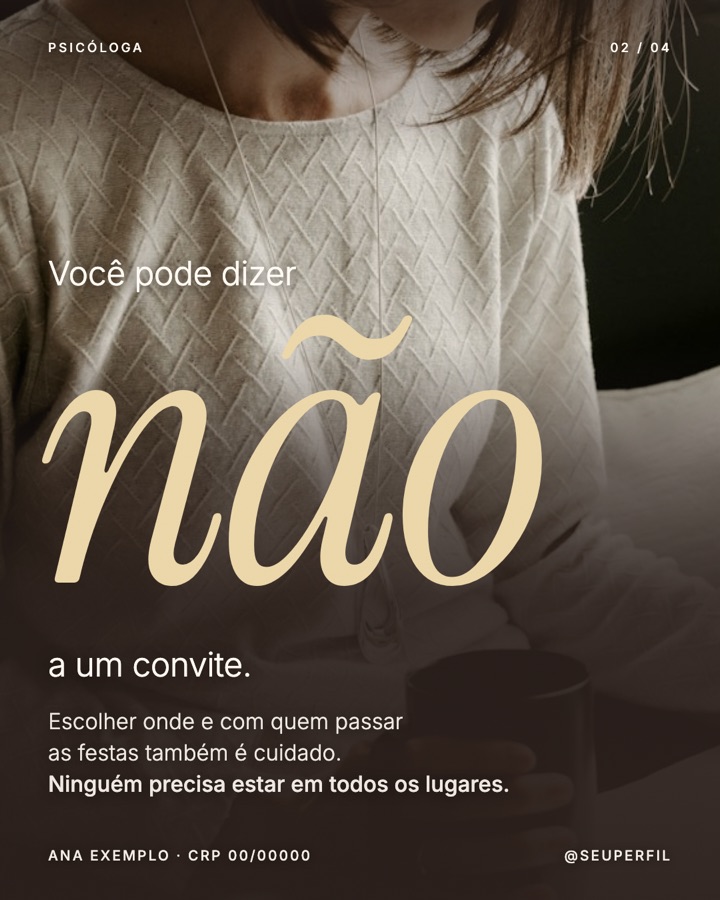 PSICÓLOGA
02 / 04
Você pode dizer
não
a um convite.
Escolher onde e com quem passar
as festas também é cuidado.
Ninguém precisa estar em todos os lugares.
ANA EXEMPLO · CRP 00/00000
@SEUPERFIL